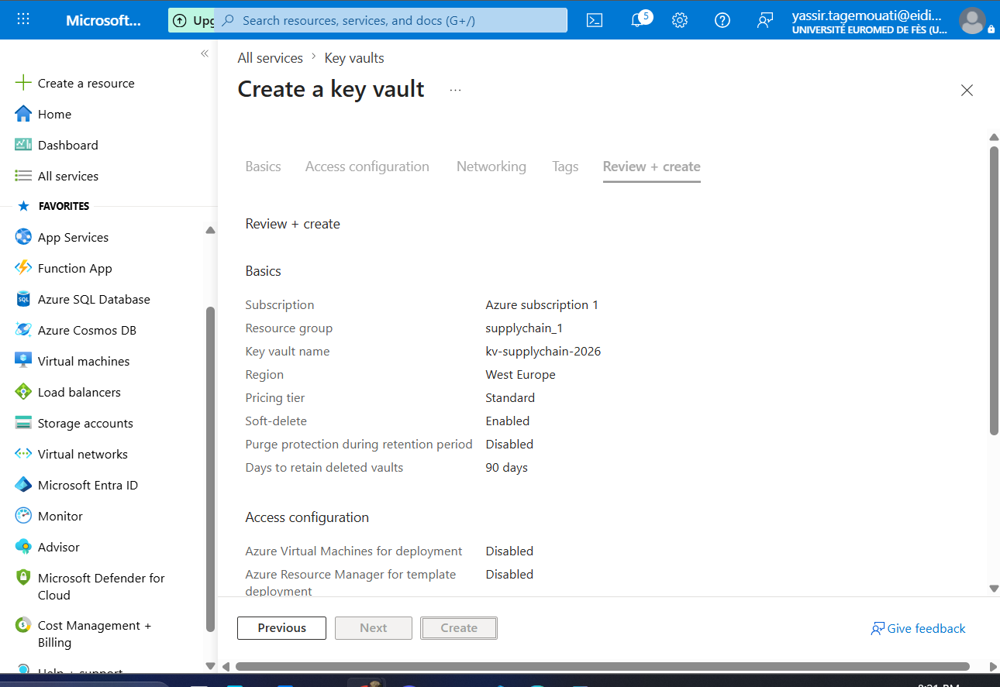 Microsoft...
Upg
Search resources, services, and docs (G+/)
5
yassir.tagemouati@eidi...
UNIVERSITÉ EUROMED DE FÈS (U...
Create a resource
Home
Dashboard
All services
FAVORITES
App Services
Function App
Azure SQL Database
Azure Cosmos DB
Virtual machines
Load balancers
Storage accounts
Virtual networks
Microsoft Entra ID
Monitor
Advisor
Microsoft Defender for
Cloud
Cost Management +
Billing
Help + support
All services > Key vaults
Create a key vault ...
Basics Access configuration Networking Tags Review + create
Review + create
Basics
Subscription Azure subscription 1
Resource group supplychain_1
Key vault name kv-supplychain-2026
Region West Europe
Pricing tier Standard
Soft-delete Enabled
Purge protection during retention period Disabled
Days to retain deleted vaults 90 days
Access configuration
Azure Virtual Machines for deployment Disabled
Azure Resource Manager for template Disabled
deployment
Previous Next Create
Give feedback